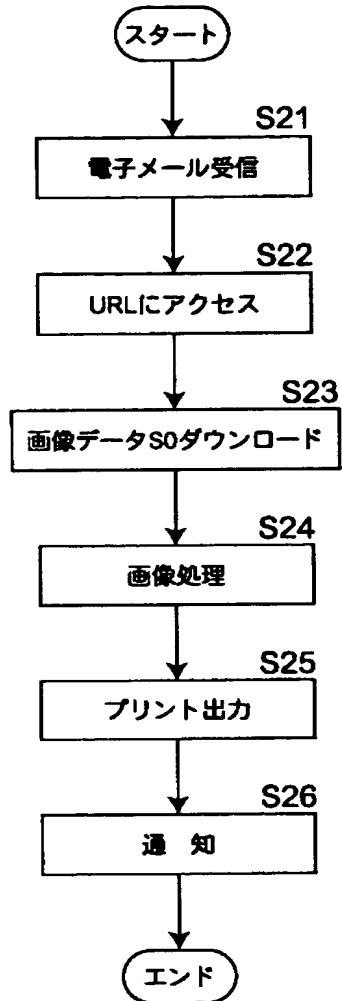 スタート
S21
電子メール受信
S22
URLにアクセス
S23
画像データS0ダウンロード
S24
画像処理
S25
プリント出力
S26
通 知
エンド